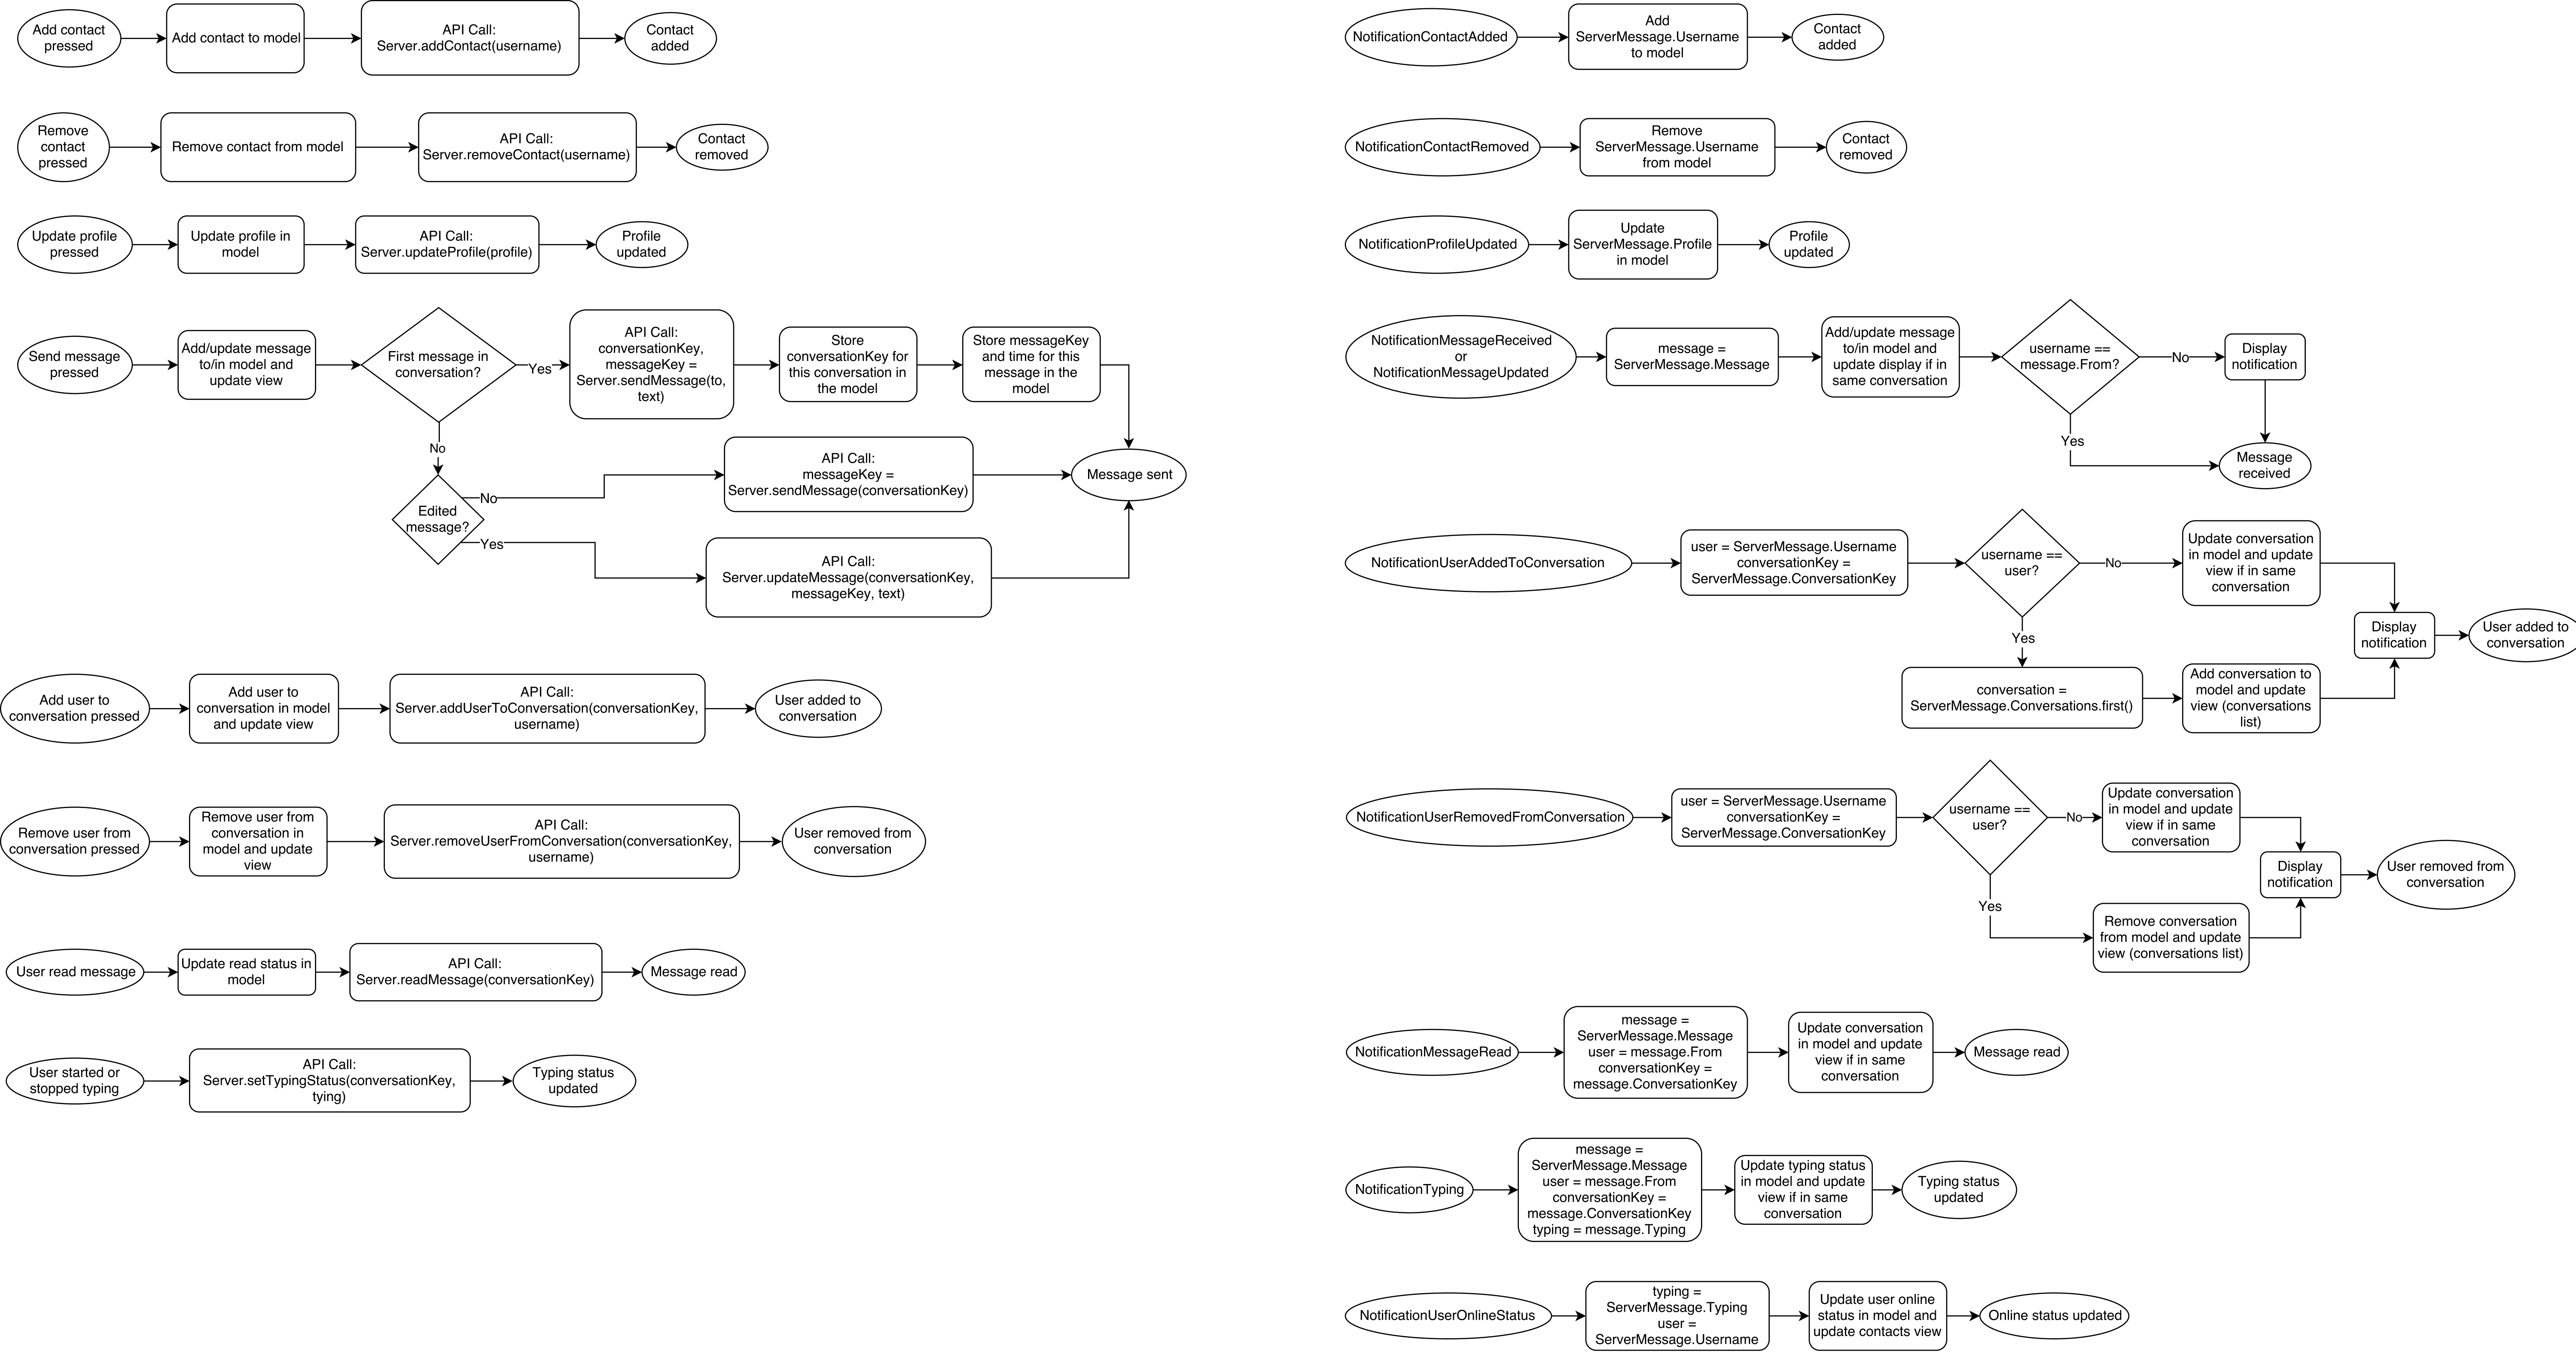 Add contact
pressed
Add contact to model
API Call:
Server.addContact(username)
Contact
added
Remove
contact
pressed
Remove contact from model
API Call:
Server.removeContact(username)
Contact
removed
Update profile
pressed
Update profile in
model
API Call:
Server.updateProfile(profile)
Profile
updated
Send message
pressed
Add/update message
to/in model and
update view
First message in
conversation?
Yes
API Call:
conversationKey,
messageKey =
Server.sendMessage(to,
text)
Store
conversationKey for
this conversation in
the model
Store messageKey
and time for this
message in the
model
No
Edited
message?
No
API Call:
messageKey =
Server.sendMessage(conversationKey)
Message sent
Yes
API Call:
Server.updateMessage(conversationKey,
messageKey, text)
Add user to
conversation pressed
Add user to
conversation in model
and update view
API Call:
Server.addUserToConversation(conversationKey,
username)
User added to
conversation
Remove user from
conversation pressed
Remove user from
conversation in
model and update
view
API Call:
Server.removeUserFromConversation(conversationKey,
username)
User removed from
conversation
User read message
Update read status in
model
API Call:
Server.readMessage(conversationKey)
Message read
User started or
stopped typing
API Call:
Server.setTypingStatus(conversationKey,
tying)
Typing status
updated
NotificationContactAdded
Add
ServerMessage.Username
to model
Contact
added
NotificationContactRemoved
Remove
ServerMessage.Username
from model
Contact
removed
NotificationProfileUpdated
Update
ServerMessage.Profile
in model
Profile
updated
NotificationMessageReceived
or
NotificationMessageUpdated
message =
ServerMessage.Message
Add/update message
to/in model and
update display if in
same conversation
username ==
message.From?
No
Display
notification
Yes
Message
received
NotificationUserAddedToConversation
user = ServerMessage.Username
conversationKey =
ServerMessage.ConversationKey
username ==
user?
No
Update conversation
in model and update
view if in same
conversation
Yes
conversation =
ServerMessage.Conversations.first()
Add conversation to
model and update
view (conversations
list)
Display
notification
User added to
conversation
NotificationUserRemovedFromConversation
user = ServerMessage.Username
conversationKey =
ServerMessage.ConversationKey
username ==
user?
No
Update conversation
in model and update
view if in same
conversation
Yes
Remove conversation
from model and update
view (conversations list)
Display
notification
User removed from
conversation
NotificationMessageRead
message =
ServerMessage.Message
user = message.From
conversationKey =
message.ConversationKey
Update conversation
in model and update
view if in same
conversation
Message read
NotificationTyping
message =
ServerMessage.Message
user = message.From
conversationKey =
message.ConversationKey
typing = message.Typing
Update typing status
in model and update
view if in same
conversation
Typing status
updated
NotificationUserOnlineStatus
typing =
ServerMessage.Typing
user =
ServerMessage.Username
Update user online
status in model and
update contacts view
Online status updated